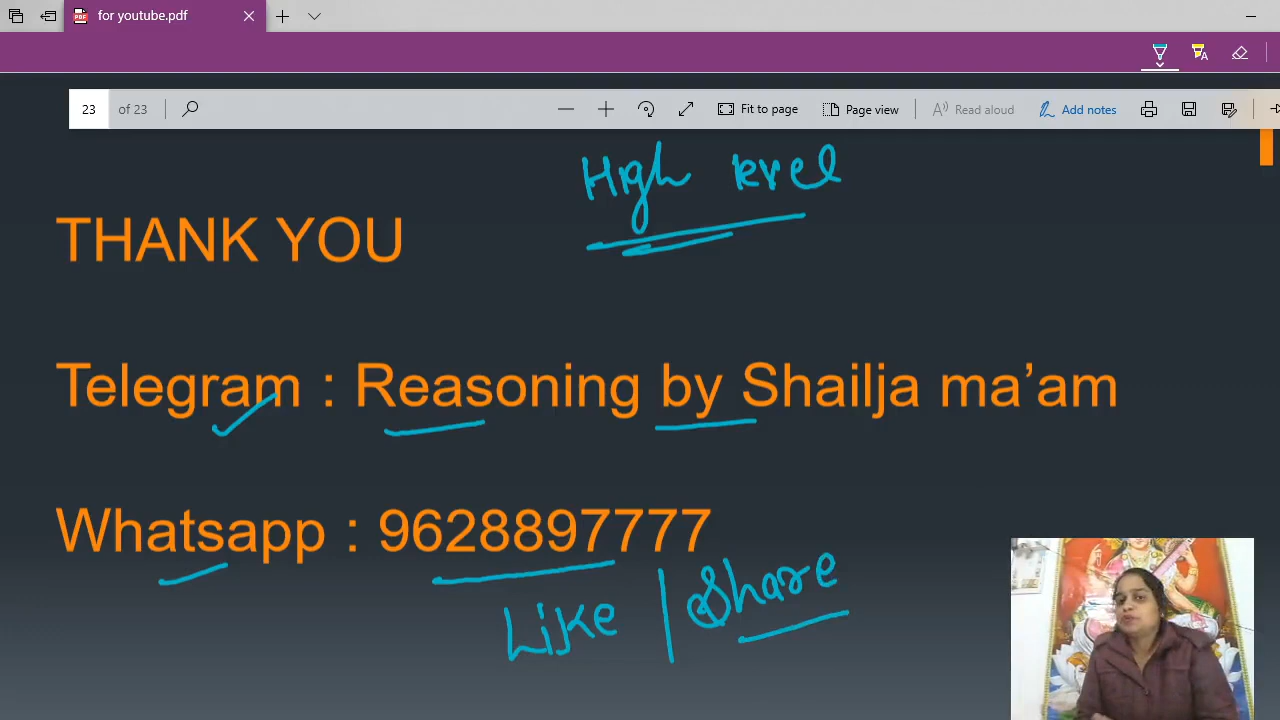 for youtube.pdf
23 of 23 Fit to page Page view Read aloud Add notes
High level
THANK YOU
Telegram : Reasoning by Shailja ma’am
Whatsapp : 9628897777
Like | Share